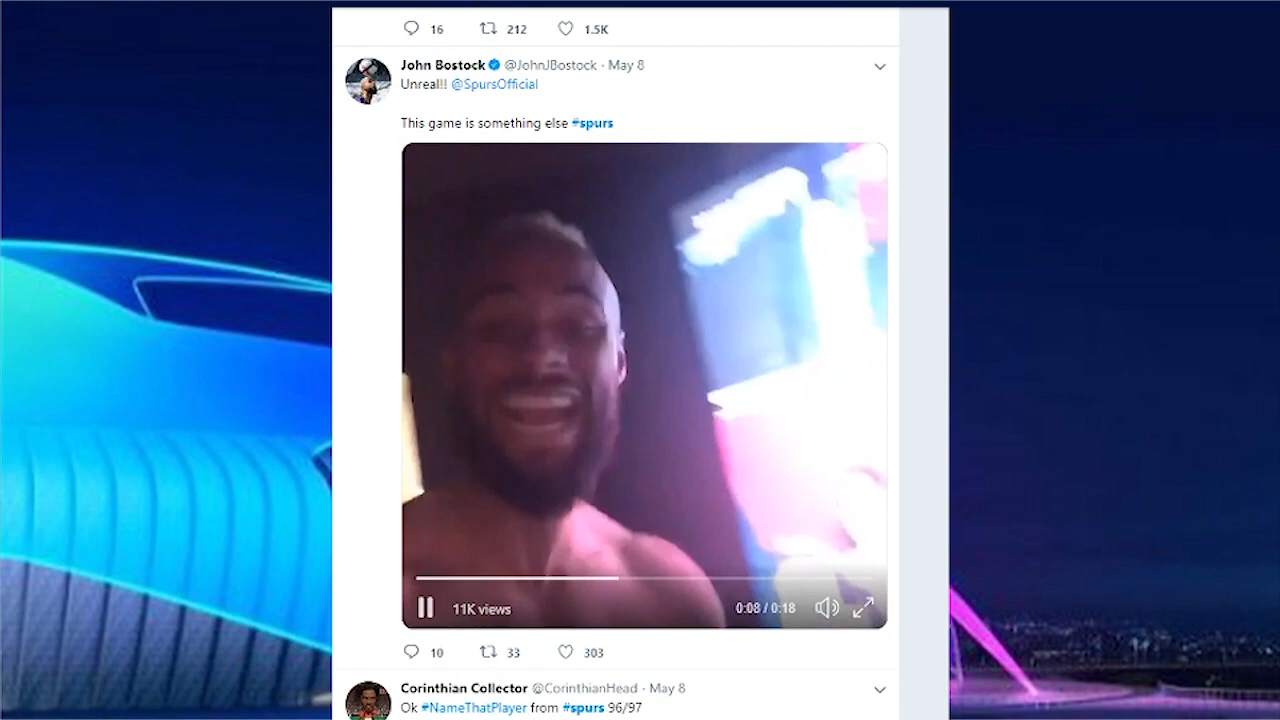 16 212 1.5K
John Bostock @JohnJBostock · May 8
Unreal!! @SpursOfficial
This game is something else #spurs
11K views 0:08 / 0:18
10 33 303
Corinthian Collector @CorinthianHead · May 8
Ok #NameThatPlayer from #spurs 96/97